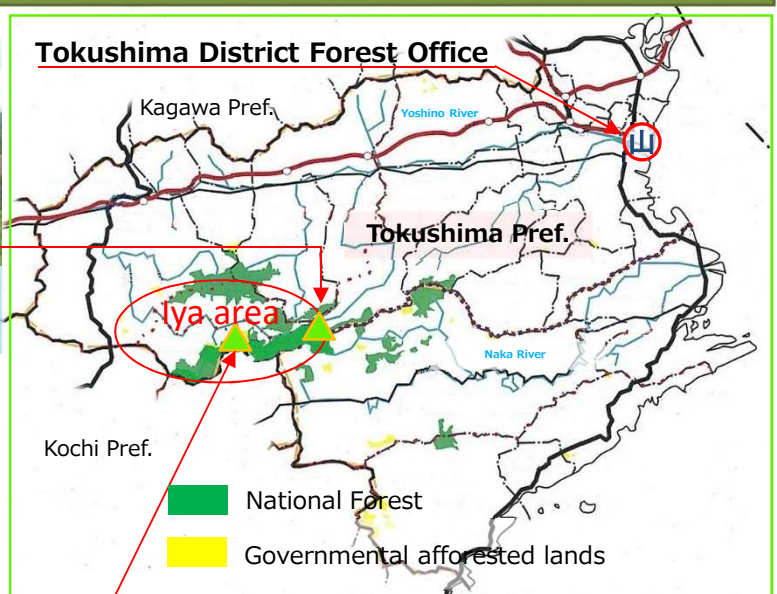 Tokushima District Forest Office
Kagawa Pref.
Yoshino River
山
Tokushima Pref.
Iya area
Naka River
Kochi Pref.
National Forest
Governmental afforested lands